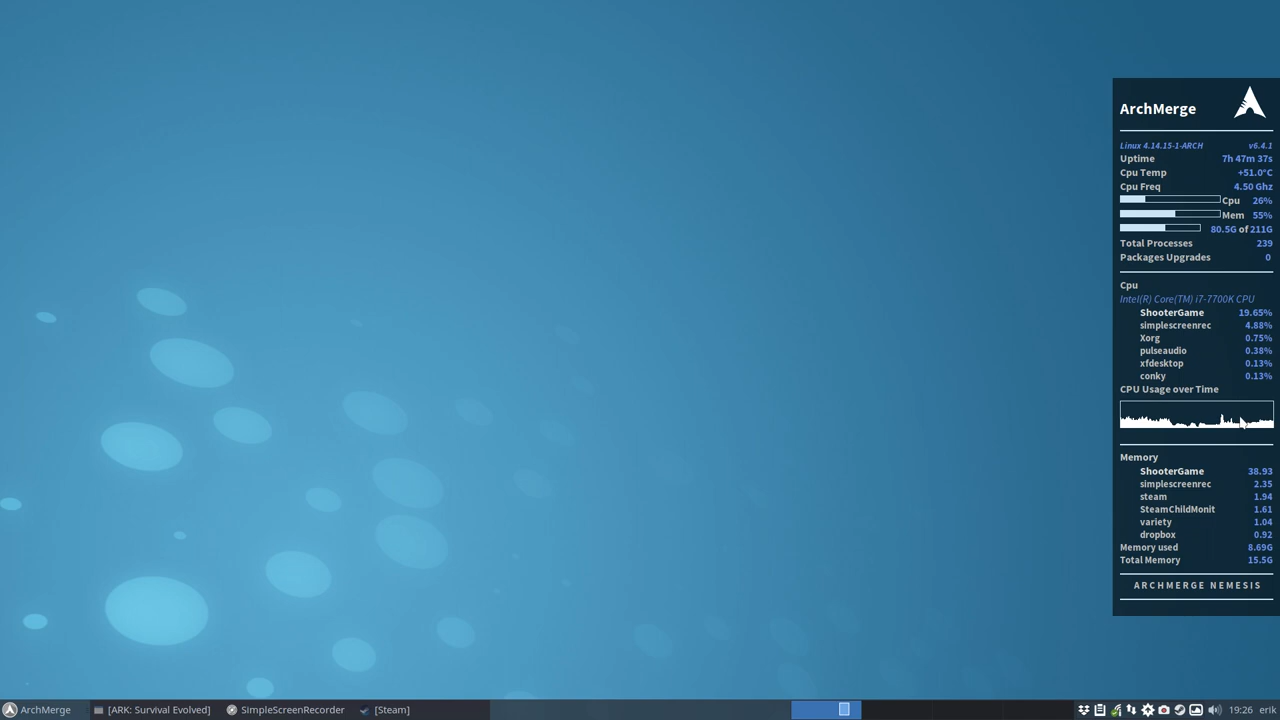 ArchMerge
Linux 4.14.15-1-ARCH v6.4.1
Uptime 7h 47m 37s
Cpu Temp +51.0°C
Cpu Freq 4.50 Ghz
Cpu 26%
Mem 55%
80.5G of 211G
Total Processes 239
Packages Upgrades 0
Cpu
Intel(R) Core(TM) i7-7700K CPU
ShooterGame 19.65%
simplescreenrec 4.88%
Xorg 0.75%
pulseaudio 0.38%
xfdesktop 0.13%
conky 0.13%
CPU Usage over Time
Memory
ShooterGame 38.93
simplescreenrec 2.35
steam 1.94
SteamChildMonit 1.61
variety 1.04
dropbox 0.92
Memory used 8.69G
Total Memory 15.5G
ARCHMERGE NEMESIS
ArchMerge [ARK: Survival Evolved] SimpleScreenRecorder [Steam] 19:26 erik